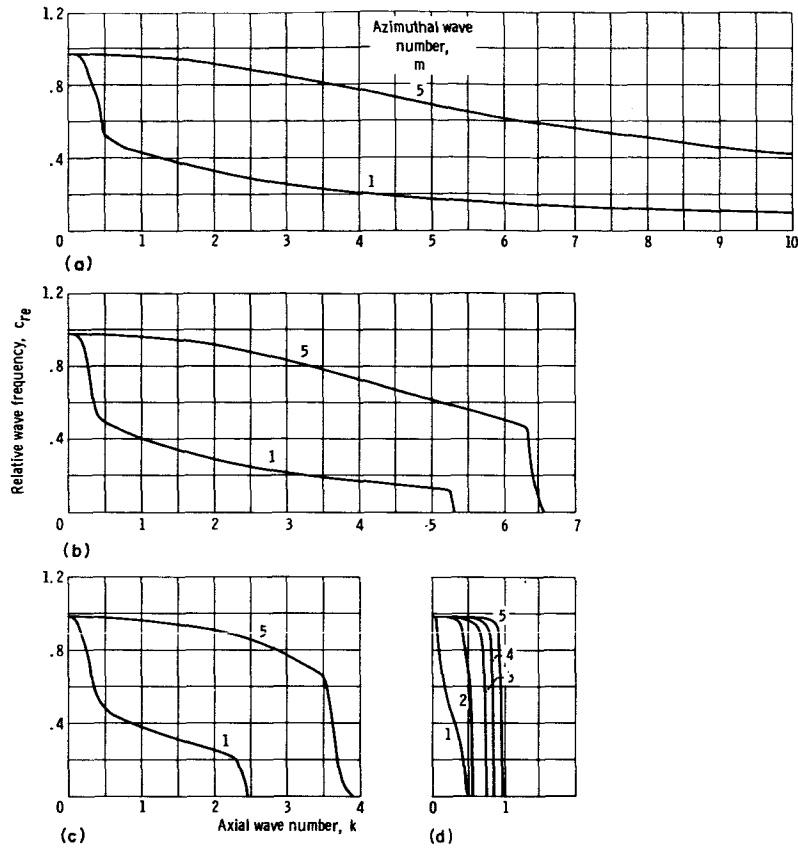 1.2
Azimuthal wave
number,
m
5
.8
.4
1
0 1 2 3 4 5 6 7 8 9 10
(a)
1.2
5
.8
.4
1
0 1 2 3 4 5 6 7
(b)
Relative wave frequency, c_re
1.2
5
.8
.4
1
0 1 2 3 4
(c)
5
4
3
2
1
0 1
(d)
Axial wave number, k